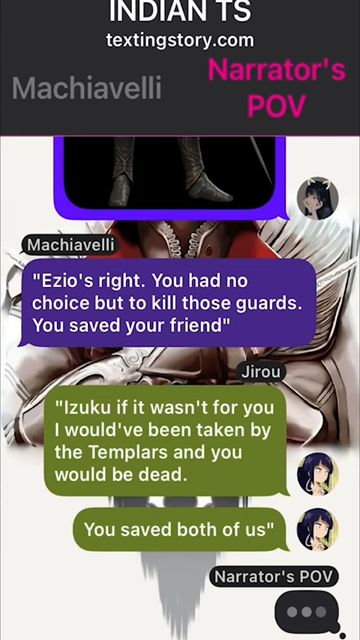 INDIAN TS
textingstory.com
Machiavelli
Narrator's
POV
Machiavelli
"Ezio's right. You had no
choice but to kill those guards.
You saved your friend"
Jirou
"Izuku if it wasn't for you
I would've been taken by
the Templars and you
would be dead.
You saved both of us"
Narrator's POV